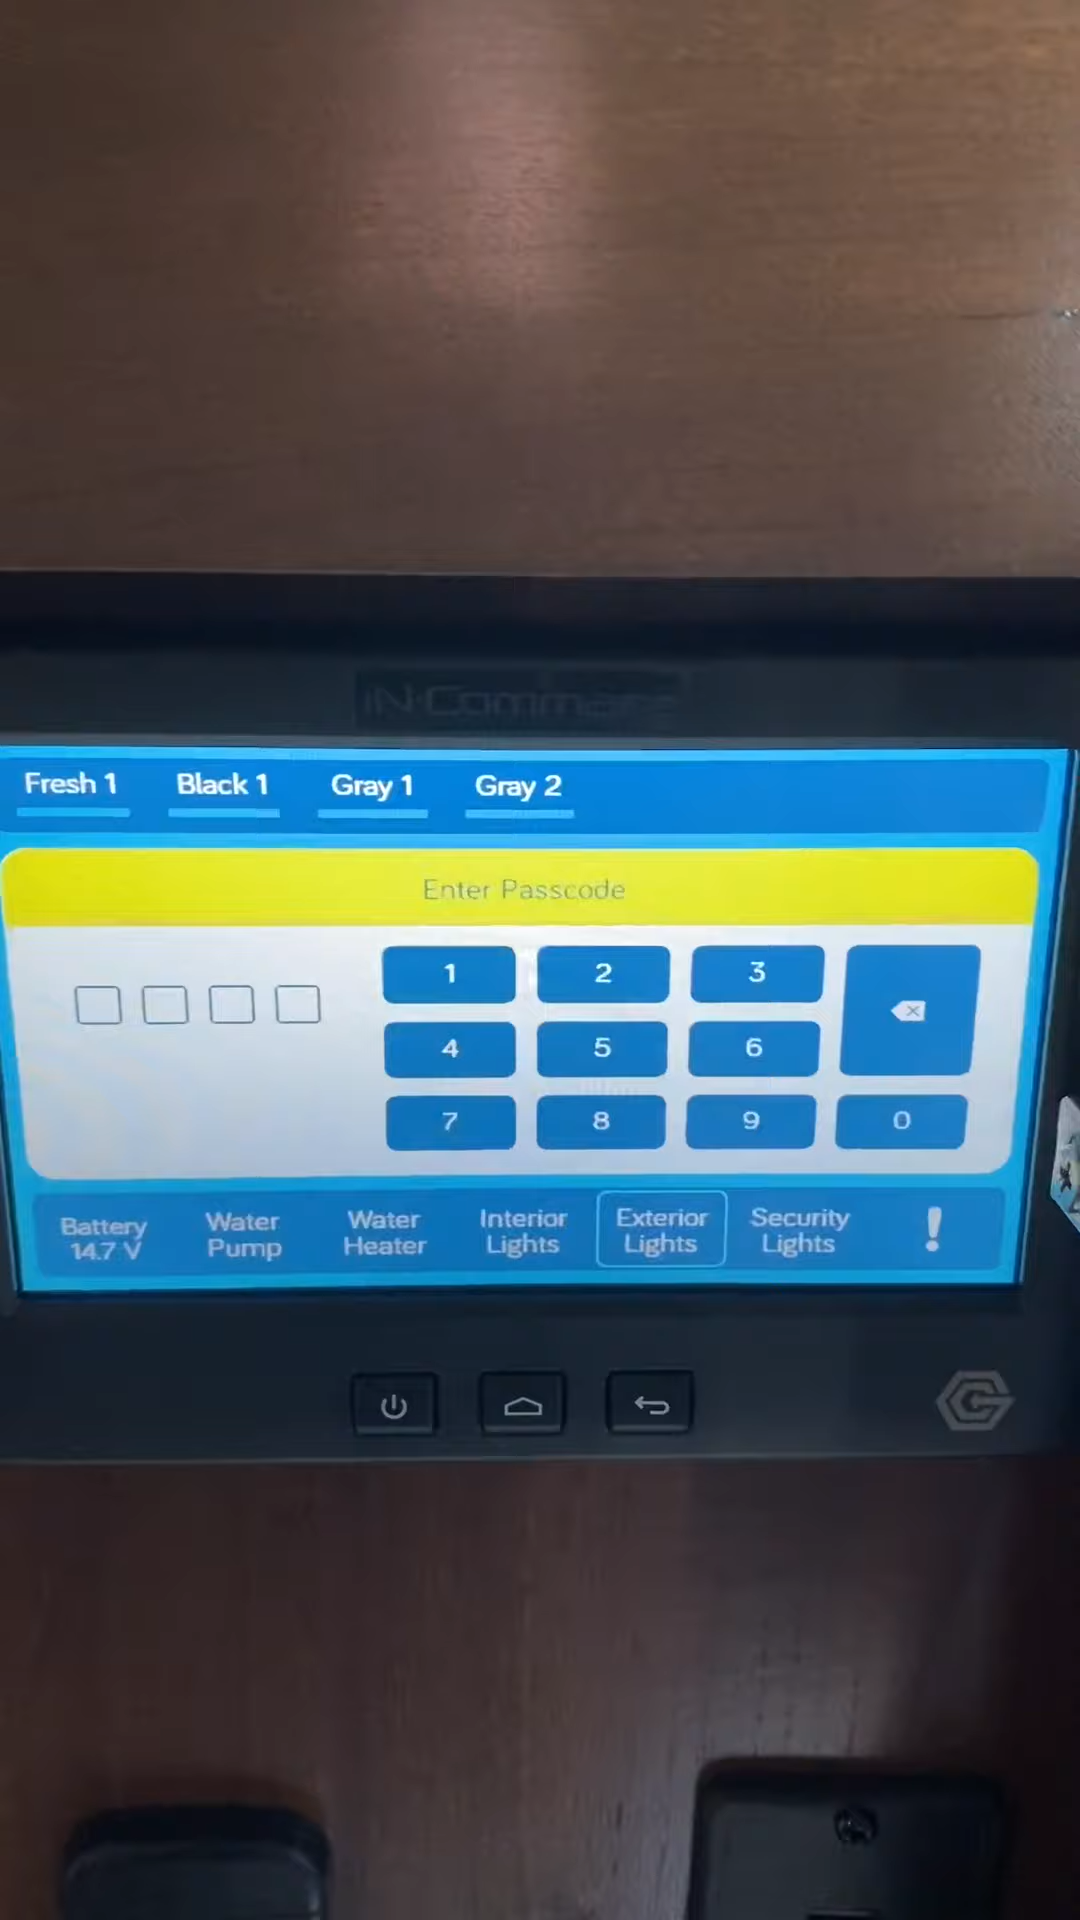 iN·Command
Fresh 1 Black 1 Gray 1 Gray 2
Enter Passcode
1 2 3
4 5 6
7 8 9 0
Battery 14.7 V
Water Pump
Water Heater
Interior Lights
Exterior Lights
Security Lights
!